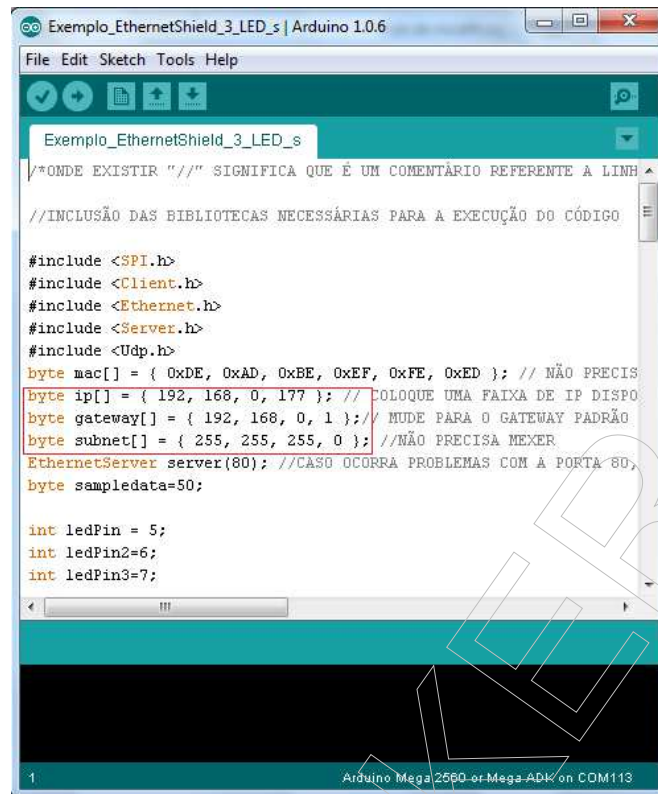 Exemplo_EthernetShield_3_LED_s | Arduino 1.0.6
File Edit Sketch Tools Help
Exemplo_EthernetShield_3_LED_s
/*ONDE EXISTIR "//" SIGNIFICA QUE É UM COMENTÁRIO REFERENTE A LINH
//INCLUSÃO DAS BIBLIOTECAS NECESSÁRIAS PARA A EXECUÇÃO DO CÓDIGO
#include <SPI.h>
#include <Client.h>
#include <Ethernet.h>
#include <Server.h>
#include <Udp.h>
byte mac[] = { 0xDE, 0xAD, 0xBE, 0xEF, 0xFE, 0xED }; // NÃO PRECIS
byte ip[] = { 192, 168, 0, 177 }; // COLOQUE UMA FAIXA DE IP DISPO
byte gateway[] = { 192, 168, 0, 1 };// MUDE PARA O GATEWAY PADRÃO
byte subnet[] = { 255, 255, 255, 0 }; //NÃO PRECISA MEXER
EthernetServer server(80); //CASO OCORRA PROBLEMAS COM A PORTA 80,
byte sampledata=50;
int ledPin = 5;
int ledPin2=6;
int ledPin3=7;
1 Arduino Mega 2560 or Mega ADK on COM113